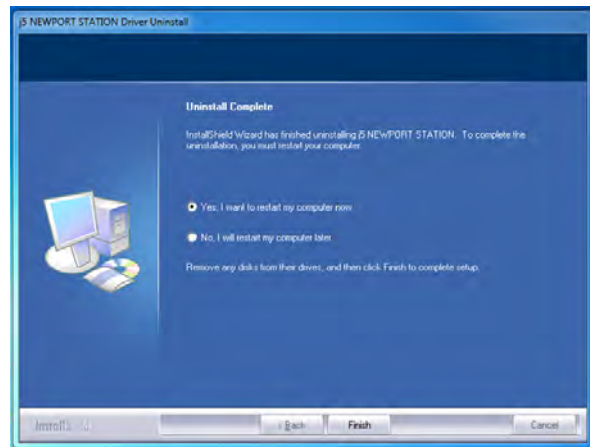 j5 NEWPORT STATION Driver Uninstall
Uninstall Complete
InstallShield Wizard has finished uninstalling j5 NEWPORT STATION. To complete the
uninstallation, you must restart your computer.
Yes, I want to restart my computer now.
No, I will restart my computer later.
Remove any disks from their drives, and then click Finish to complete setup.
< Back Finish Cancel